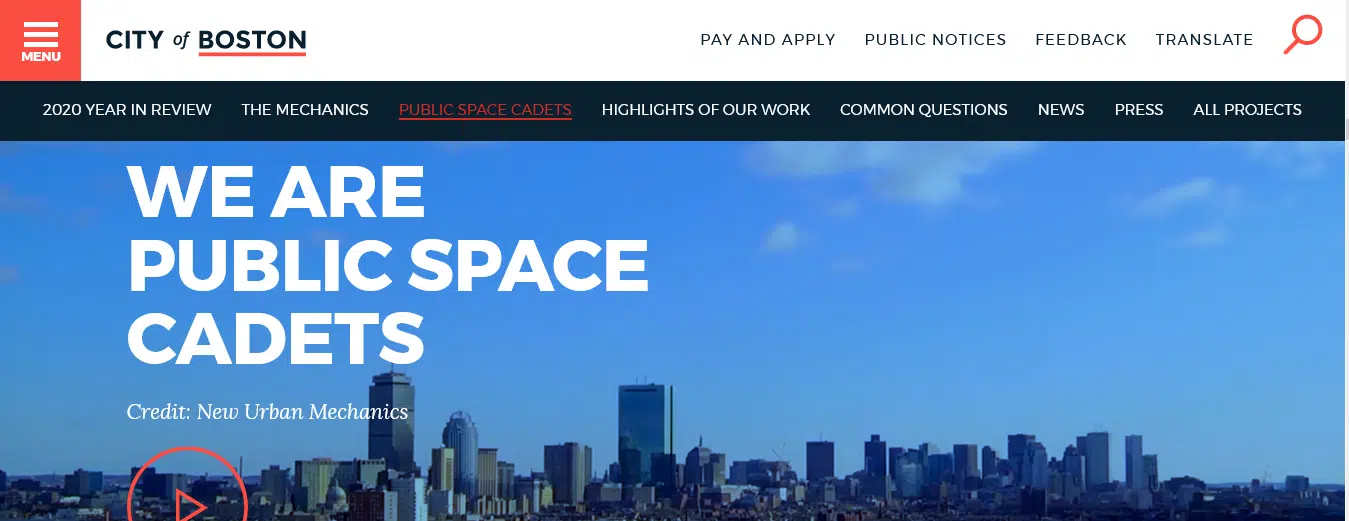 MENU
CITY of BOSTON
PAY AND APPLY
PUBLIC NOTICES
FEEDBACK
TRANSLATE
2020 YEAR IN REVIEW
THE MECHANICS
PUBLIC SPACE CADETS
HIGHLIGHTS OF OUR WORK
COMMON QUESTIONS
NEWS
PRESS
ALL PROJECTS
WE ARE
PUBLIC SPACE
CADETS
Credit: New Urban Mechanics